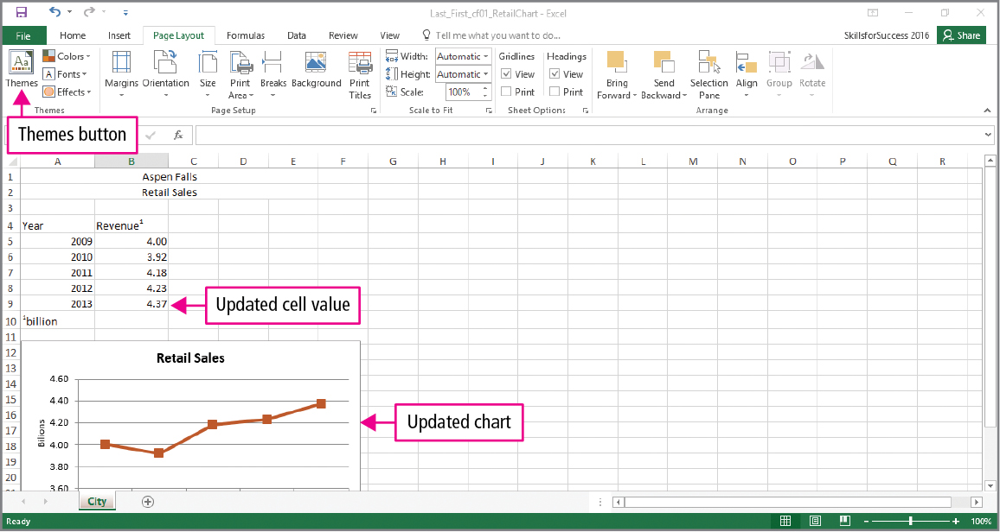 Last_First_cf01_RetailChart - Excel
File Home Insert Page Layout Formulas Data Review View Tell me what you want to do... SkillsforSuccess 2016 Share
Aa Colors Width: Automatic Gridlines Headings
Themes A Fonts Margins Orientation Size Print Area Breaks Background Print Titles Height: Automatic View View Bring Forward Send Backward Selection Pane Align Group Rotate
Effects Scale: 100% Print Print
Themes Page Setup Scale to Fit Sheet Options Arrange
Themes button
fx
A B C D E F G H I J K L M N O P Q R
1 Aspen Falls
2 Retail Sales
3
4 Year Revenue¹
5 2009 4.00
6 2010 3.92
7 2011 4.18
8 2012 4.23
9 2013 4.37
Updated cell value
10 ¹billion
11
12 Retail Sales
13
14 4.60
15 4.40
16 4.20
17 Billions
18 4.00
19 3.80
20
3.60
Updated chart
City
Ready 100%